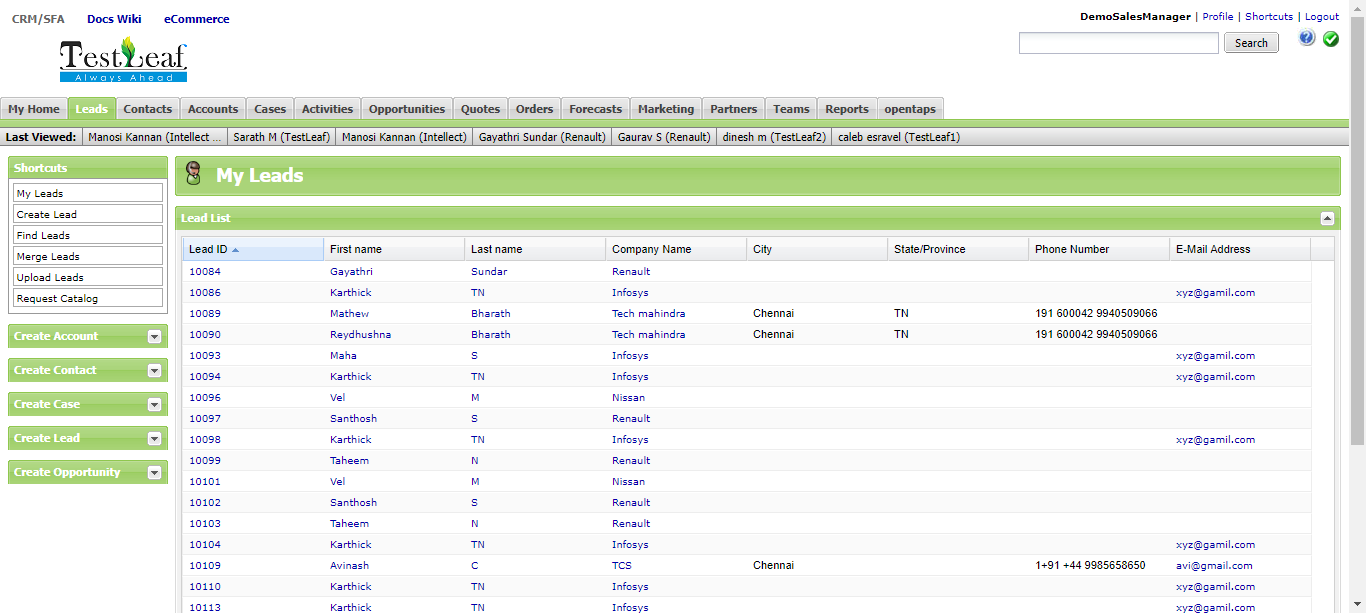 CRM/SFA Docs Wiki eCommerce
DemoSalesManager | Profile | Shortcuts | Logout
TestLeaf
Always Ahead
Search
My Home Leads Contacts Accounts Cases Activities Opportunities Quotes Orders Forecasts Marketing Partners Teams Reports opentaps
Last Viewed: Manosi Kannan (Intellect ... Sarath M (TestLeaf) Manosi Kannan (Intellect) Gayathri Sundar (Renault) Gaurav S (Renault) dinesh m (TestLeaf2) caleb esravel (TestLeaf1)
Shortcuts
My Leads
Create Lead
Find Leads
Merge Leads
Upload Leads
Request Catalog
Create Account
Create Contact
Create Case
Create Lead
Create Opportunity
My Leads
Lead List
Lead ID First name Last name Company Name City State/Province Phone Number E-Mail Address
10084 Gayathri Sundar Renault
10086 Karthick TN Infosys xyz@gamil.com
10089 Mathew Bharath Tech mahindra Chennai TN 191 600042 9940509066
10090 Reydhushna Bharath Tech mahindra Chennai TN 191 600042 9940509066
10093 Maha S Infosys xyz@gamil.com
10094 Karthick TN Infosys xyz@gamil.com
10096 Vel M Nissan
10097 Santhosh S Renault
10098 Karthick TN Infosys xyz@gamil.com
10099 Taheem N Renault
10101 Vel M Nissan
10102 Santhosh S Renault
10103 Taheem N Renault
10104 Karthick TN Infosys xyz@gamil.com
10109 Avinash C TCS Chennai 1+91 +44 9985658650 avi@gmail.com
10110 Karthick TN Infosys xyz@gamil.com
10113 Karthick TN Infosys xyz@gamil.com